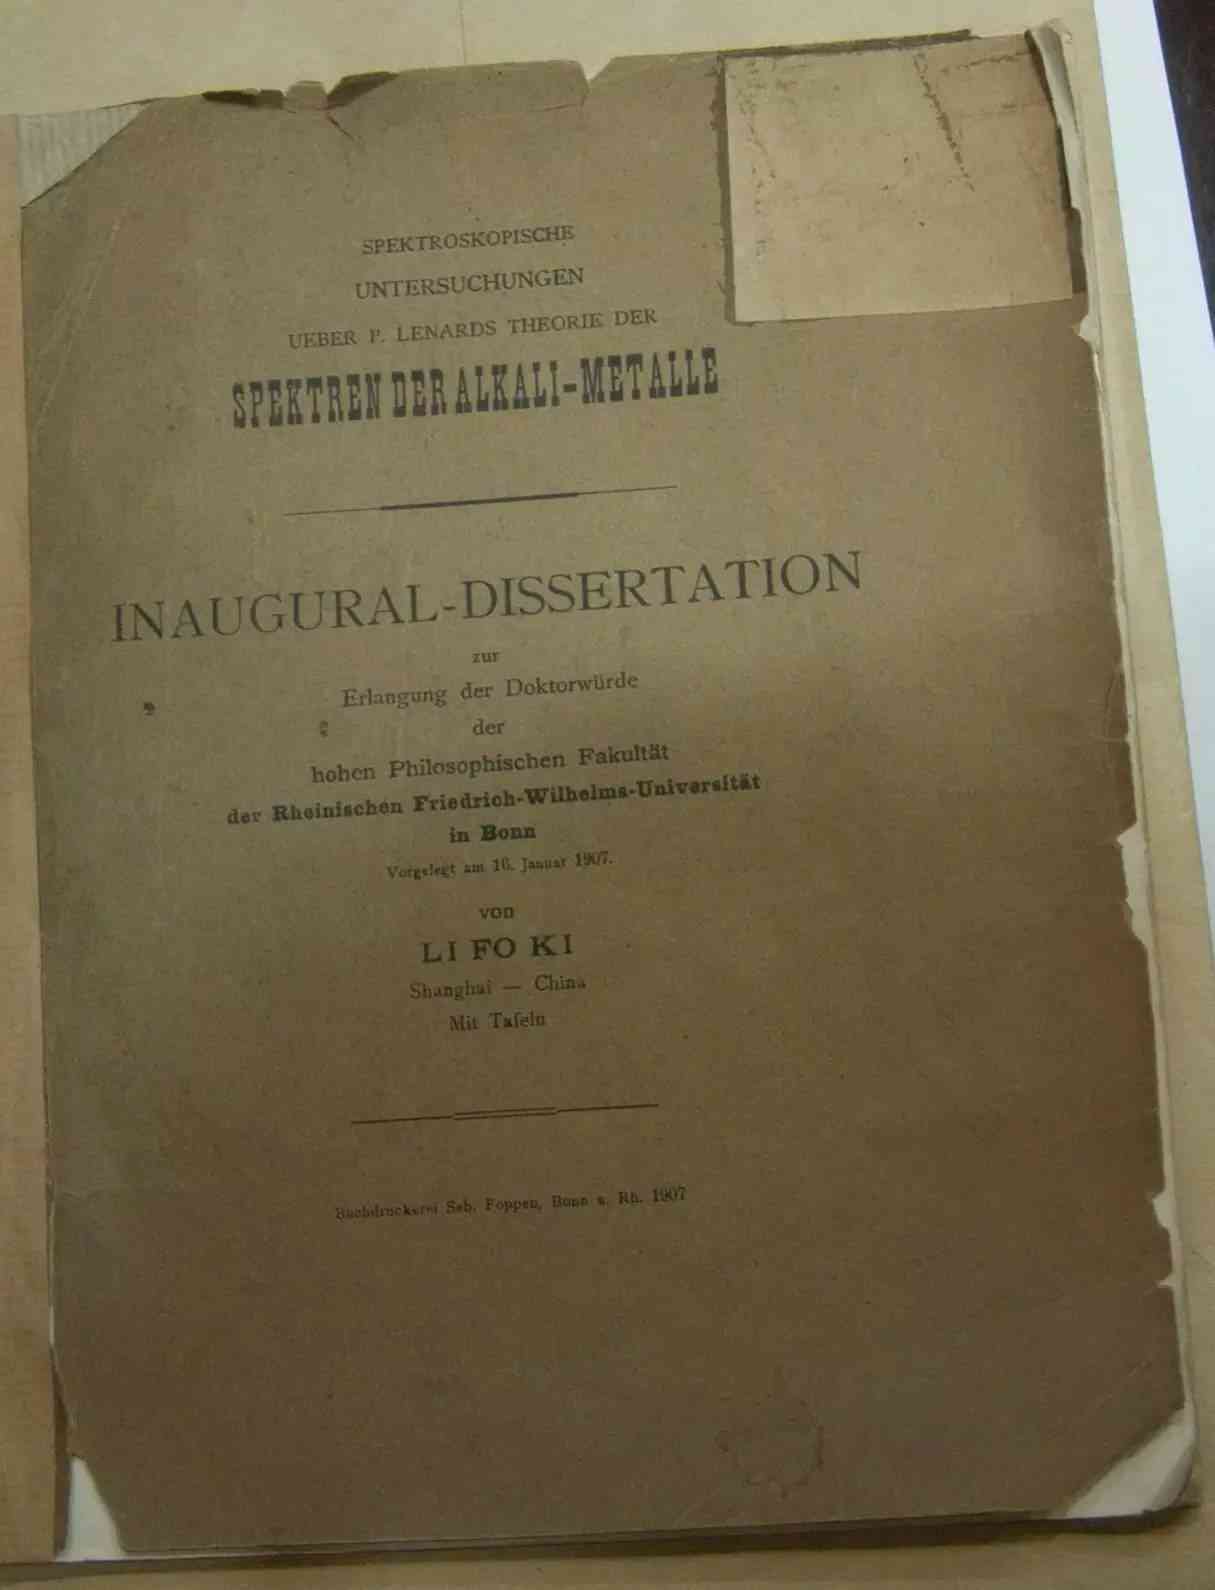 SPEKTROSKOPISCHE
UNTERSUCHUNGEN
UEBER P. LENARDS THEORIE DER
SPEKTREN DER ALKALI-METALLE
INAUGURAL-DISSERTATION
zur
Erlangung der Doktorwürde
der
hohen Philosophischen Fakultät
der Rheinischen Friedrich-Wilhelms-Universität
in Bonn
Vorgelegt am 16. Januar 1907.
von
LI FO KI
Shanghai — China
Mit Tafeln
Buchdruckerei Seb. Foppen, Bonn a. Rh. 1907